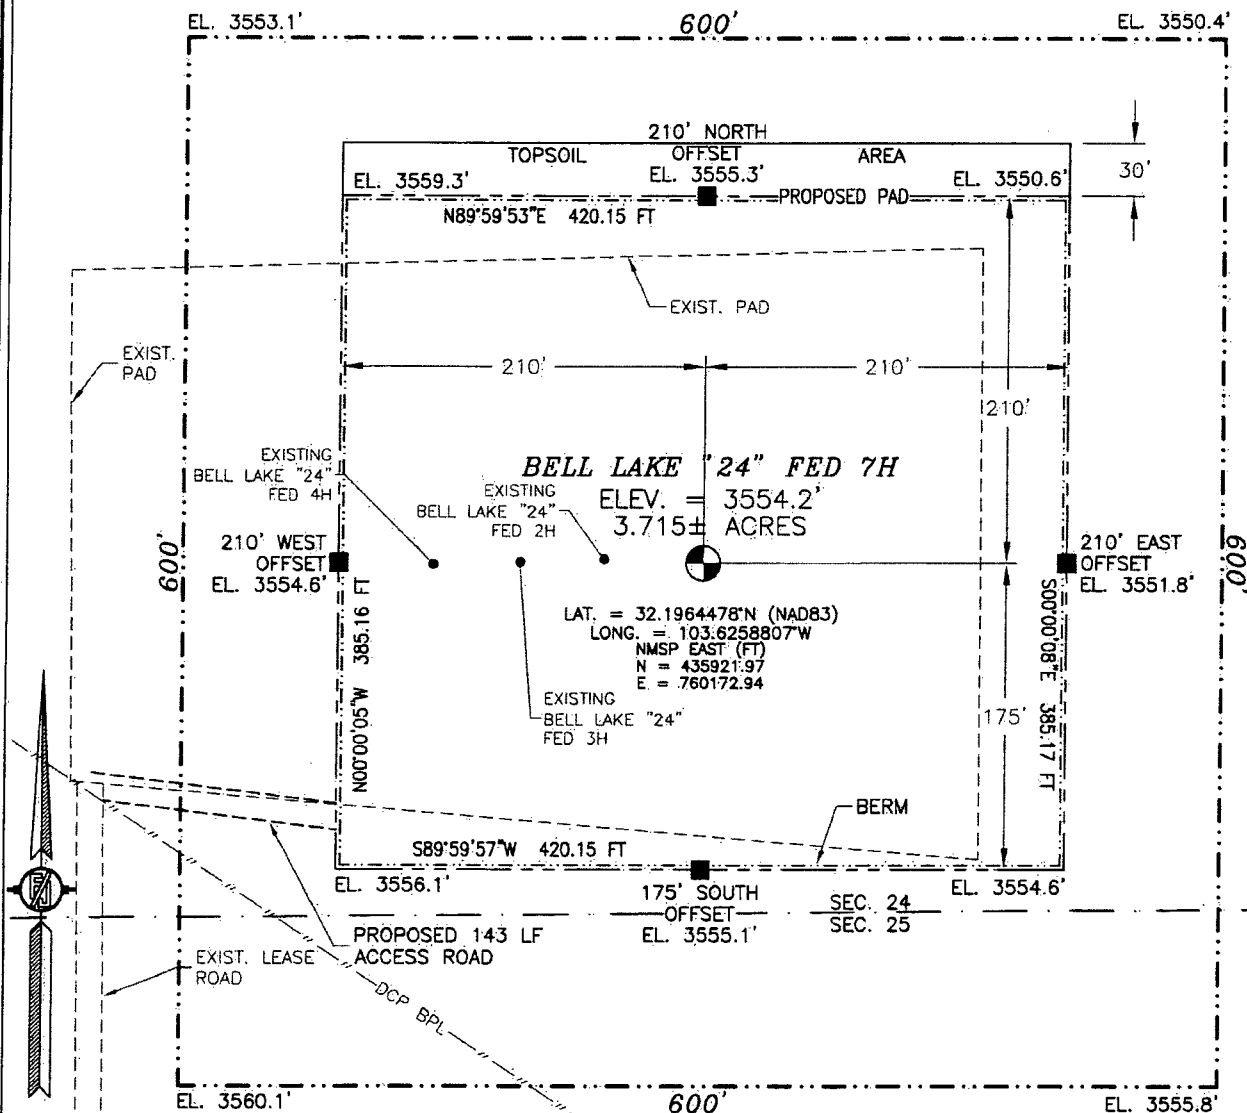 EL. 3553.1'
600'
EL. 3550.4'
210' NORTH
OFFSET
EL. 3555.3'
TOPSOIL
AREA
30'
EL. 3559.3'
EL. 3550.6'
PROPOSED PAD
N89°59'53"E 420.15 FT
EXIST. PAD
EXIST.
PAD
210'
210'
210'
EXISTING
BELL LAKE "24"
FED 4H
BELL LAKE "24" FED 7H
ELEV. = 3554.2'
3.715± ACRES
EXISTING
BELL LAKE "24"
FED 2H
600'
210' WEST
OFFSET
EL. 3554.6'
210' EAST
OFFSET
EL. 3551.8'
600'
N00°00'05"W 385.16 FT
LAT. = 32.1964478°N (NAD83)
LONG. = 103.6258807°W
NMSP EAST (FT)
N = 435921.97
E = 760172.94
S00°00'08"E 385.17 FT
EXISTING
BELL LAKE "24"
FED 3H
175'
BERM
S89°59'57"W 420.15 FT
EL. 3556.1'
175' SOUTH
OFFSET
EL. 3555.1'
EL. 3554.6'
SEC. 24
SEC. 25
PROPOSED 143 LF
ACCESS ROAD
EXIST. LEASE
ROAD
DCP BPL
EL. 3560.1'
600'
EL. 3555.8'